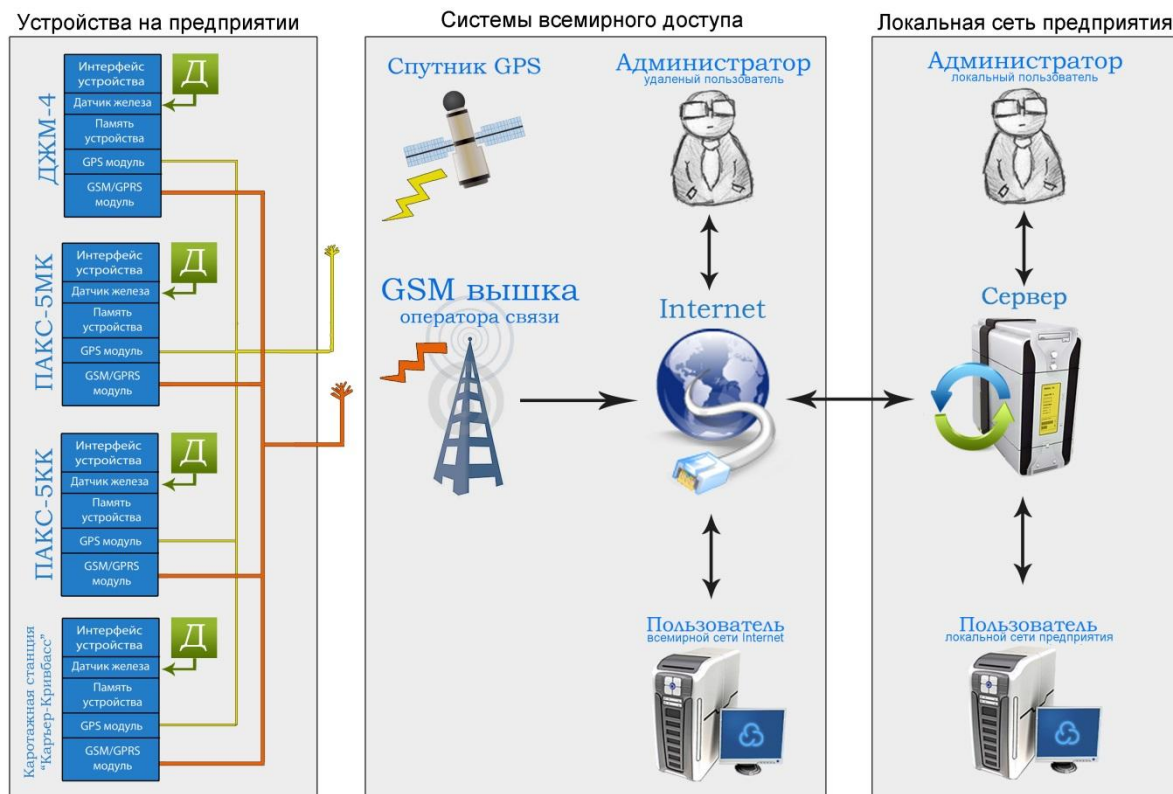 Устройства на предприятии
ДЖМ-4
Интерфейс
устройства
Д
Датчик железа
Память
устройства
GPS модуль
GSM/GPRS
модуль
ПАКС-5МК
Интерфейс
устройства
Д
Датчик железа
Память
устройства
GPS модуль
GSM/GPRS
модуль
ПАКС-5КК
Интерфейс
устройства
Д
Датчик железа
Память
устройства
GPS модуль
GSM/GPRS
модуль
Каротажная станция
"Карьер-Кривбасс"
Интерфейс
устройства
Д
Датчик железа
Память
устройства
GPS модуль
GSM/GPRS
модуль
Системы всемирного доступа
Спутник GPS
Администратор
удаленый пользователь
GSM вышка
оператора связи
Internet
Пользователь
всемирной сети Internet
Локальная сеть предприятия
Администратор
локальный пользователь
Сервер
Пользователь
локальной сети предприятия